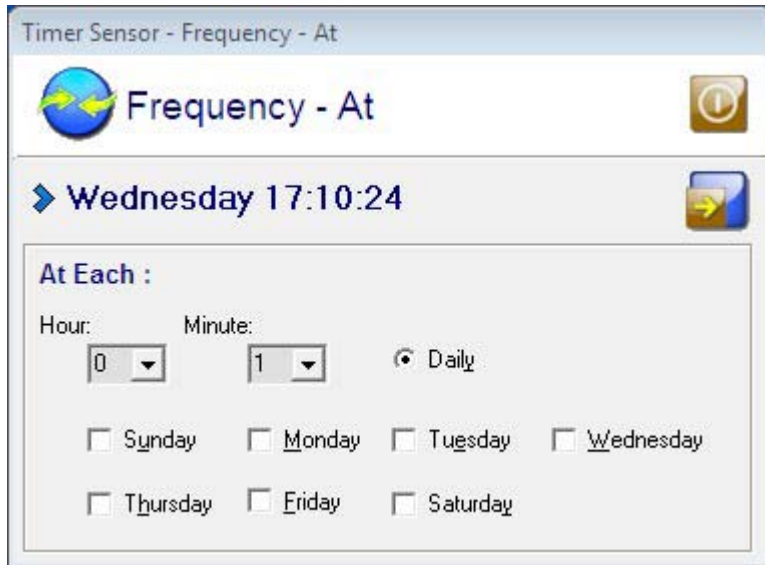 Timer Sensor - Frequency - At
Frequency - At
Wednesday 17:10:24
At Each :
Hour: Minute:
0 1 Daily
Sunday Monday Tuesday Wednesday
Thursday Friday Saturday